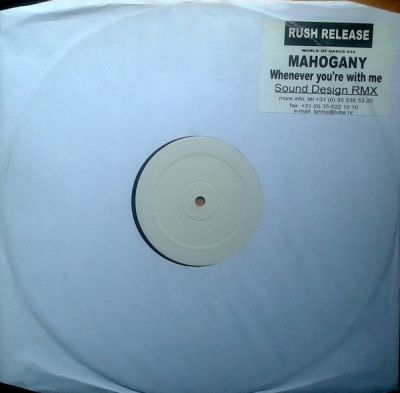 RUSH RELEASE
WORLD OF DANCE 010
MAHOGANY
Whenever you're with me
Sound Design RMX
more info: tel +31 (0) 35 538 53 20
fax: +31 (0) 35 622 10 10